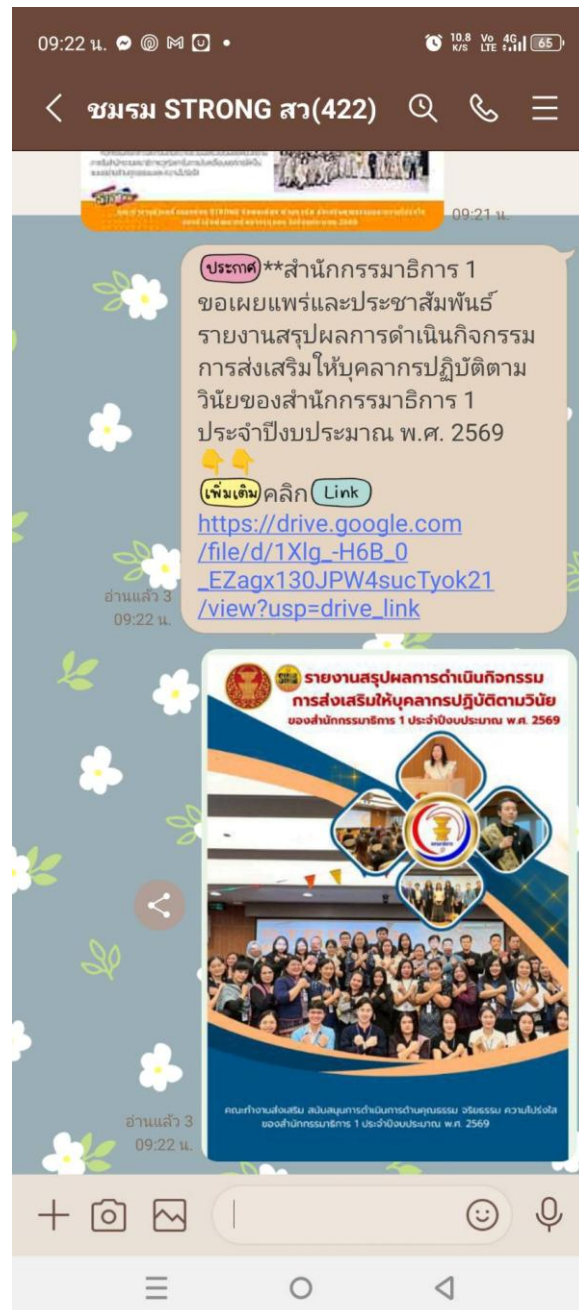 09:22 น.
10.8 K/S Vo LTE 4G 65
ชมรม STRONG สว(422)
09:21 น.
ประกาศ**สำนักกรรมาธิการ 1
ขอเผยแพร่และประชาสัมพันธ์
รายงานสรุปผลการดำเนินกิจกรรม
การส่งเสริมให้บุคลากรปฏิบัติตาม
วินัยของสำนักกรรมาธิการ 1
ประจำปีงบประมาณ พ.ศ. 2569
เพิ่มเติม คลิก Link
https://drive.google.com
/file/d/1Xlg_-H6B_0
_EZagx130JPW4sucTyok21
/view?usp=drive_link
อ่านแล้ว 3
09:22 น.
รายงานสรุปผลการดำเนินกิจกรรม
การส่งเสริมให้บุคลากรปฏิบัติตามวินัย
ของสำนักกรรมาธิการ 1 ประจำปีงบประมาณ พ.ศ. 2569
คณะทำงานส่งเสริม สนับสนุนการดำเนินการด้านคุณธรรม จริยธรรม ความโปร่งใส
ของสำนักกรรมาธิการ 1 ประจำปีงบประมาณ พ.ศ. 2569
อ่านแล้ว 3
09:22 น.